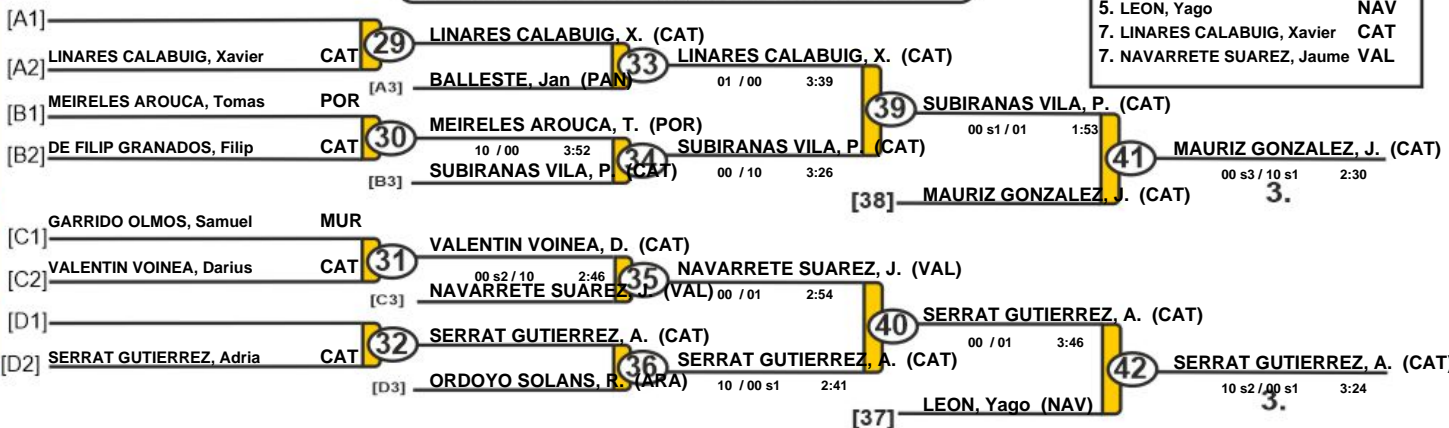 5. LEON, Yago NAV
7. LINARES CALABUIG, Xavier CAT
7. NAVARRETE SUAREZ, Jaume VAL
[A1]
[A2] LINARES CALABUIG, Xavier CAT
29
LINARES CALABUIG, X. (CAT)
[A3] BALLESTE, Jan (PAN)
33
LINARES CALABUIG, X. (CAT)
01 / 00 3:39
[B1] MEIRELES AROUCA, Tomas POR
[B2] DE FILIP GRANADOS, Filip CAT
30
MEIRELES AROUCA, T. (POR)
10 / 00 3:52
[B3] SUBIRANAS VILA, P. (CAT)
34
SUBIRANAS VILA, P. (CAT)
00 / 10 3:26
39
SUBIRANAS VILA, P. (CAT)
00 s1 / 01 1:53
[38] MAURIZ GONZALEZ, J. (CAT)
41
MAURIZ GONZALEZ, J. (CAT)
00 s3 / 10 s1 2:30
3.
[C1] GARRIDO OLMOS, Samuel MUR
[C2] VALENTIN VOINEA, Darius CAT
31
VALENTIN VOINEA, D. (CAT)
00 s2 / 10 2:46
[C3] NAVARRETE SUAREZ, J. (VAL)
35
NAVARRETE SUAREZ, J. (VAL)
00 / 01 2:54
[D1]
[D2] SERRAT GUTIERREZ, Adria CAT
32
SERRAT GUTIERREZ, A. (CAT)
[D3] ORDOYO SOLANS, R. (ARA)
36
SERRAT GUTIERREZ, A. (CAT)
10 / 00 s1 2:41
40
SERRAT GUTIERREZ, A. (CAT)
00 / 01 3:46
[37] LEON, Yago (NAV)
42
SERRAT GUTIERREZ, A. (CAT)
10 s2 / 00 s1 3:24
3.